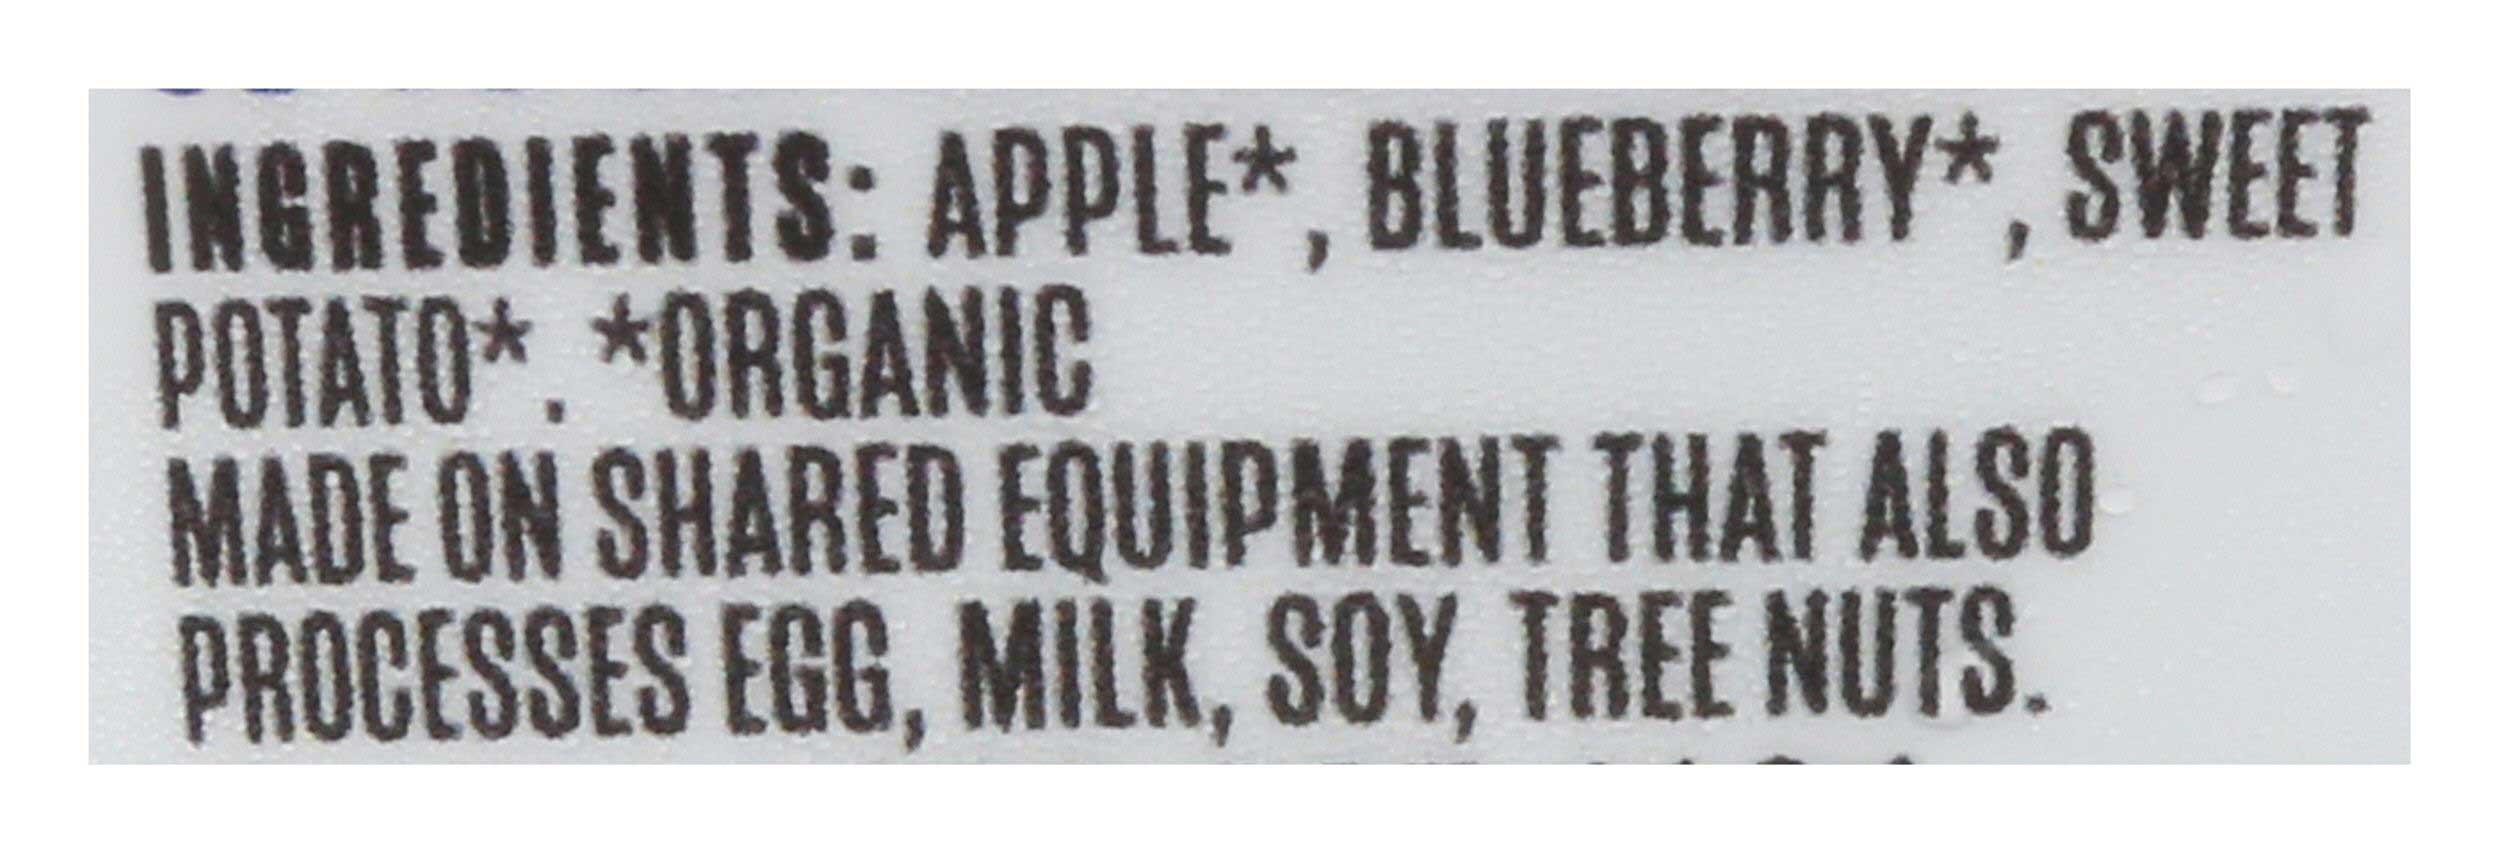 INGREDIENTS: APPLE*, BLUEBERRY*, SWEET
POTATO*. *ORGANIC
MADE ON SHARED EQUIPMENT THAT ALSO
PROCESSES EGG, MILK, SOY, TREE NUTS.